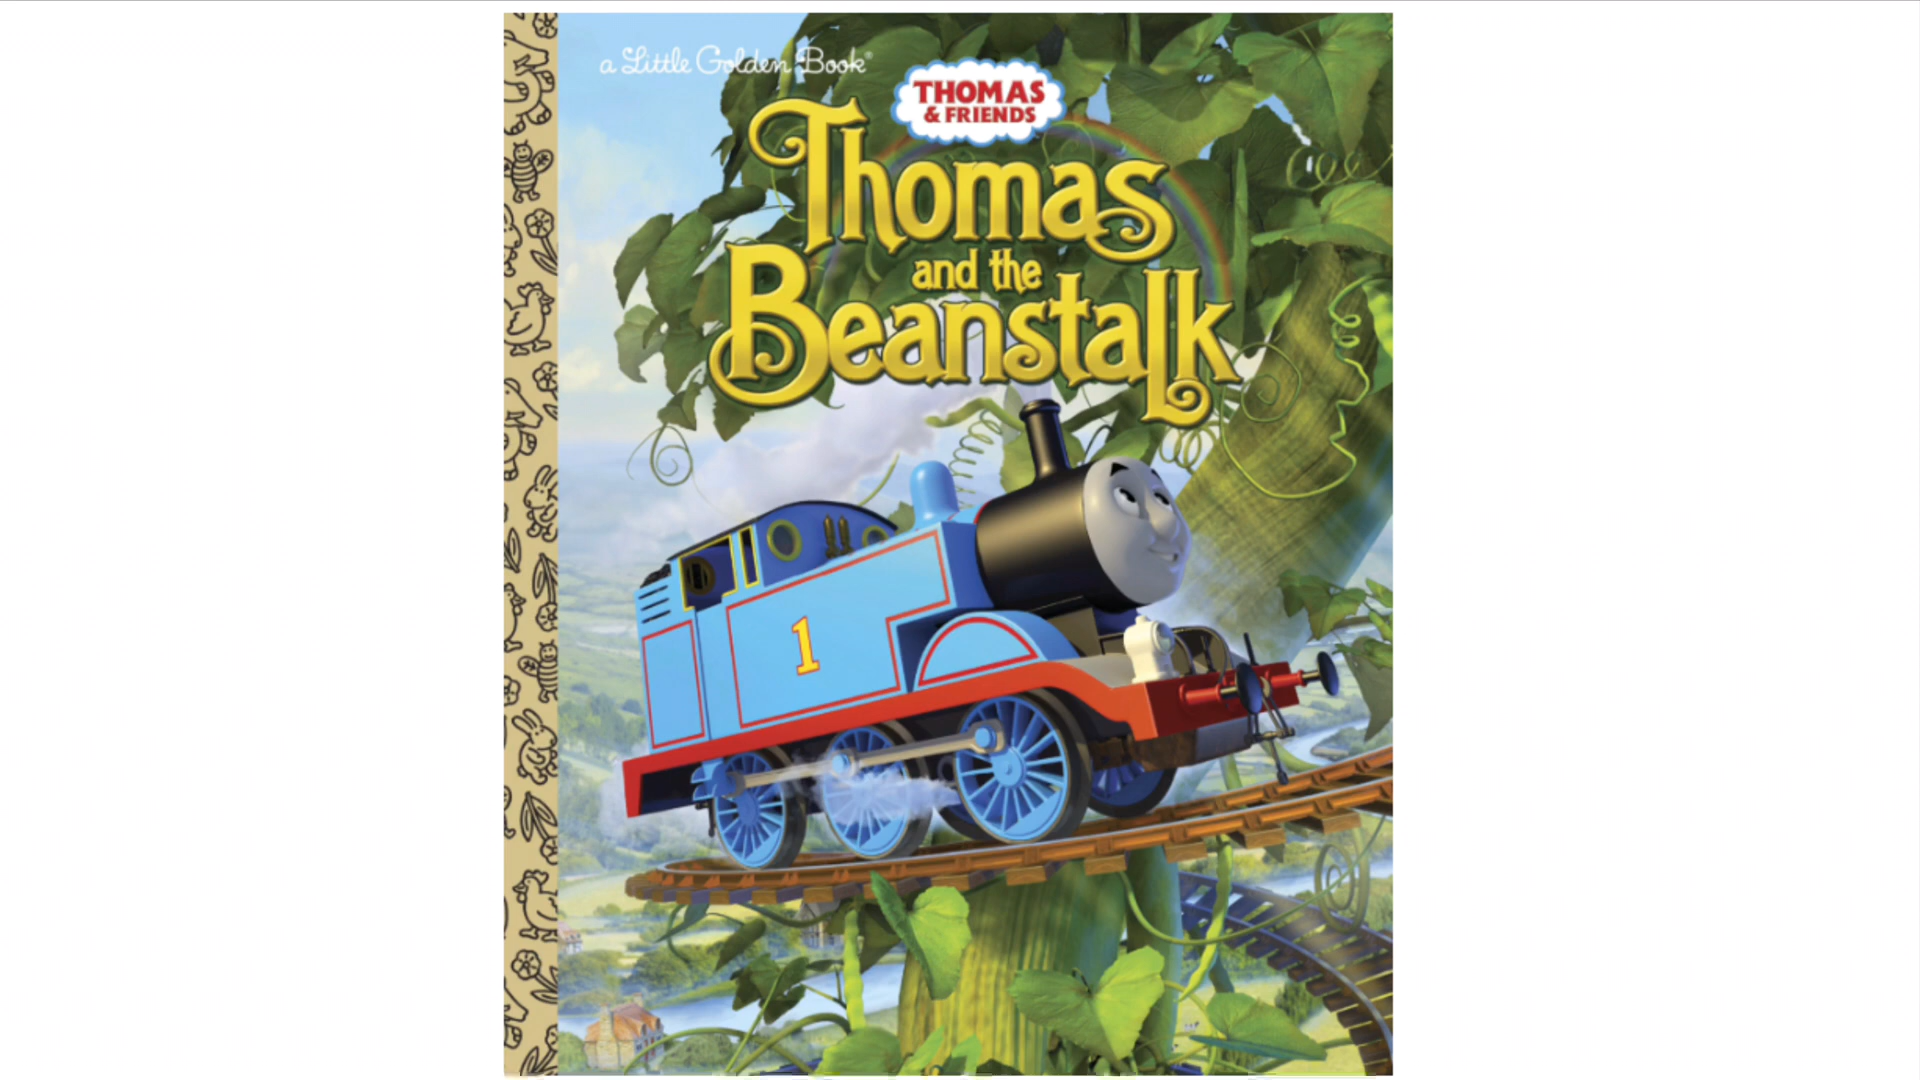 a Little Golden Book®
THOMAS
& FRIENDS
Thomas
and the
Beanstalk
1